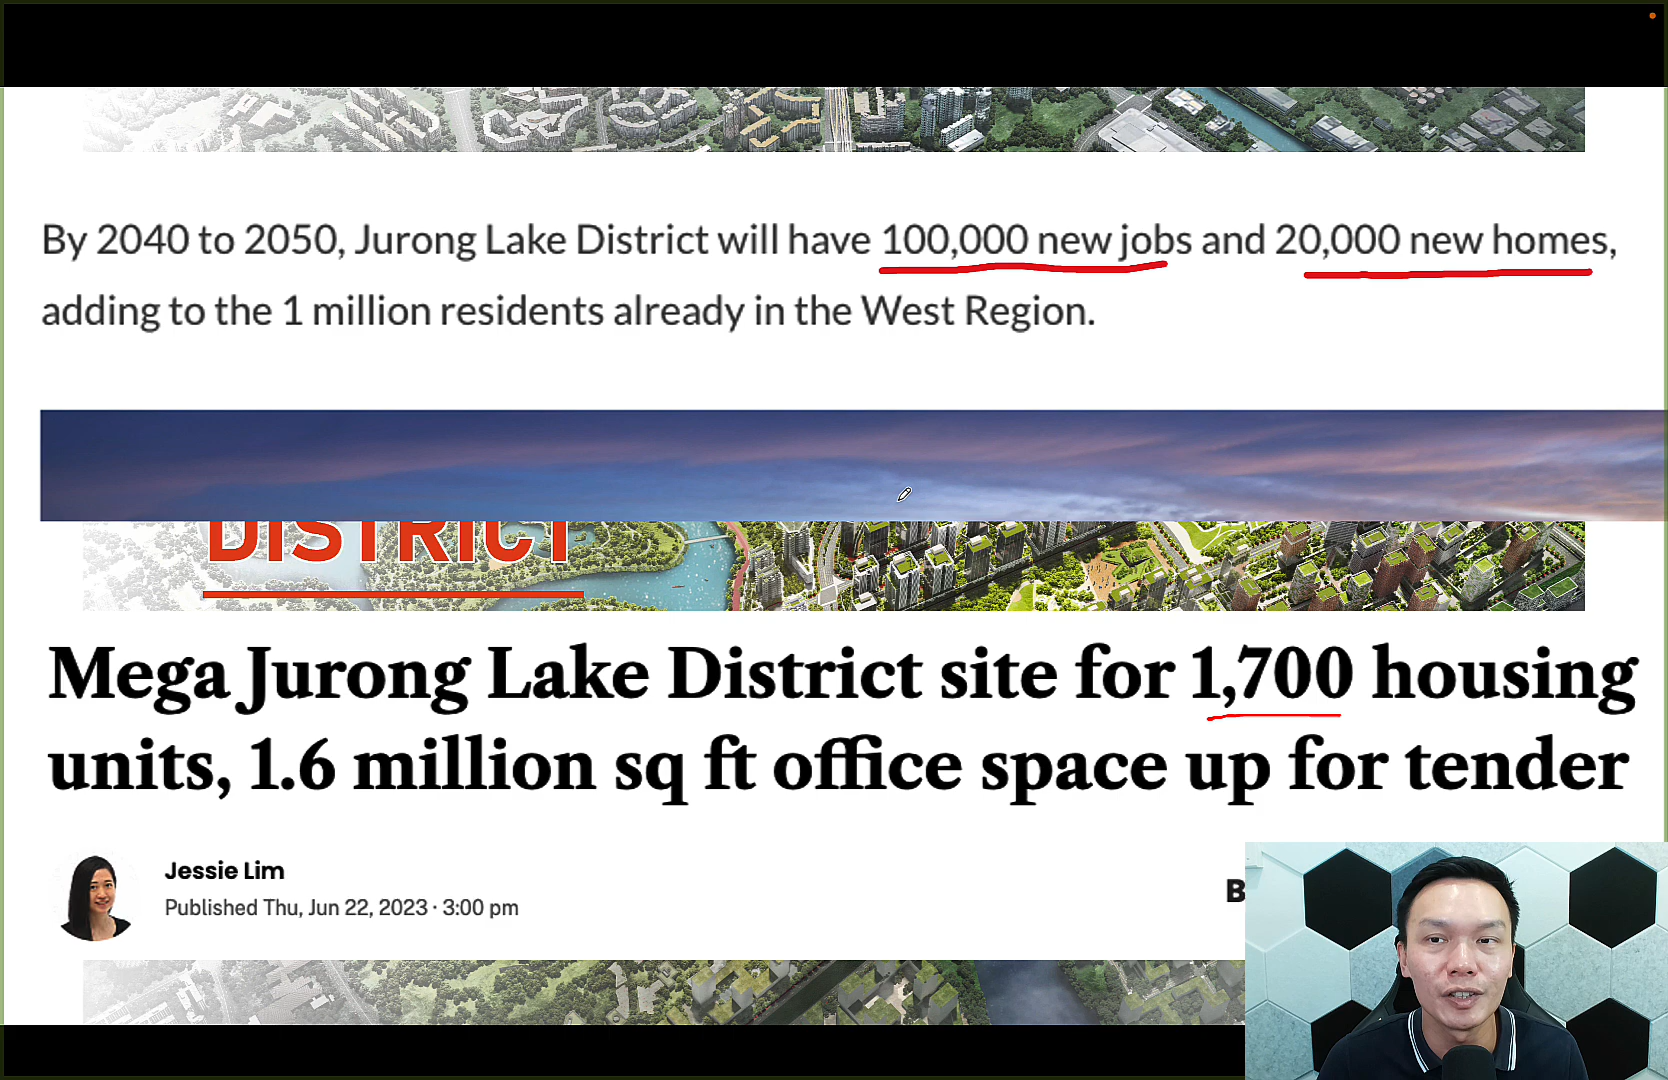 By 2040 to 2050, Jurong Lake District will have 100,000 new jobs and 20,000 new homes,
adding to the 1 million residents already in the West Region.
DISTRICT
Mega Jurong Lake District site for 1,700 housing
units, 1.6 million sq ft office space up for tender
Jessie Lim
Published Thu, Jun 22, 2023 · 3:00 pm
B